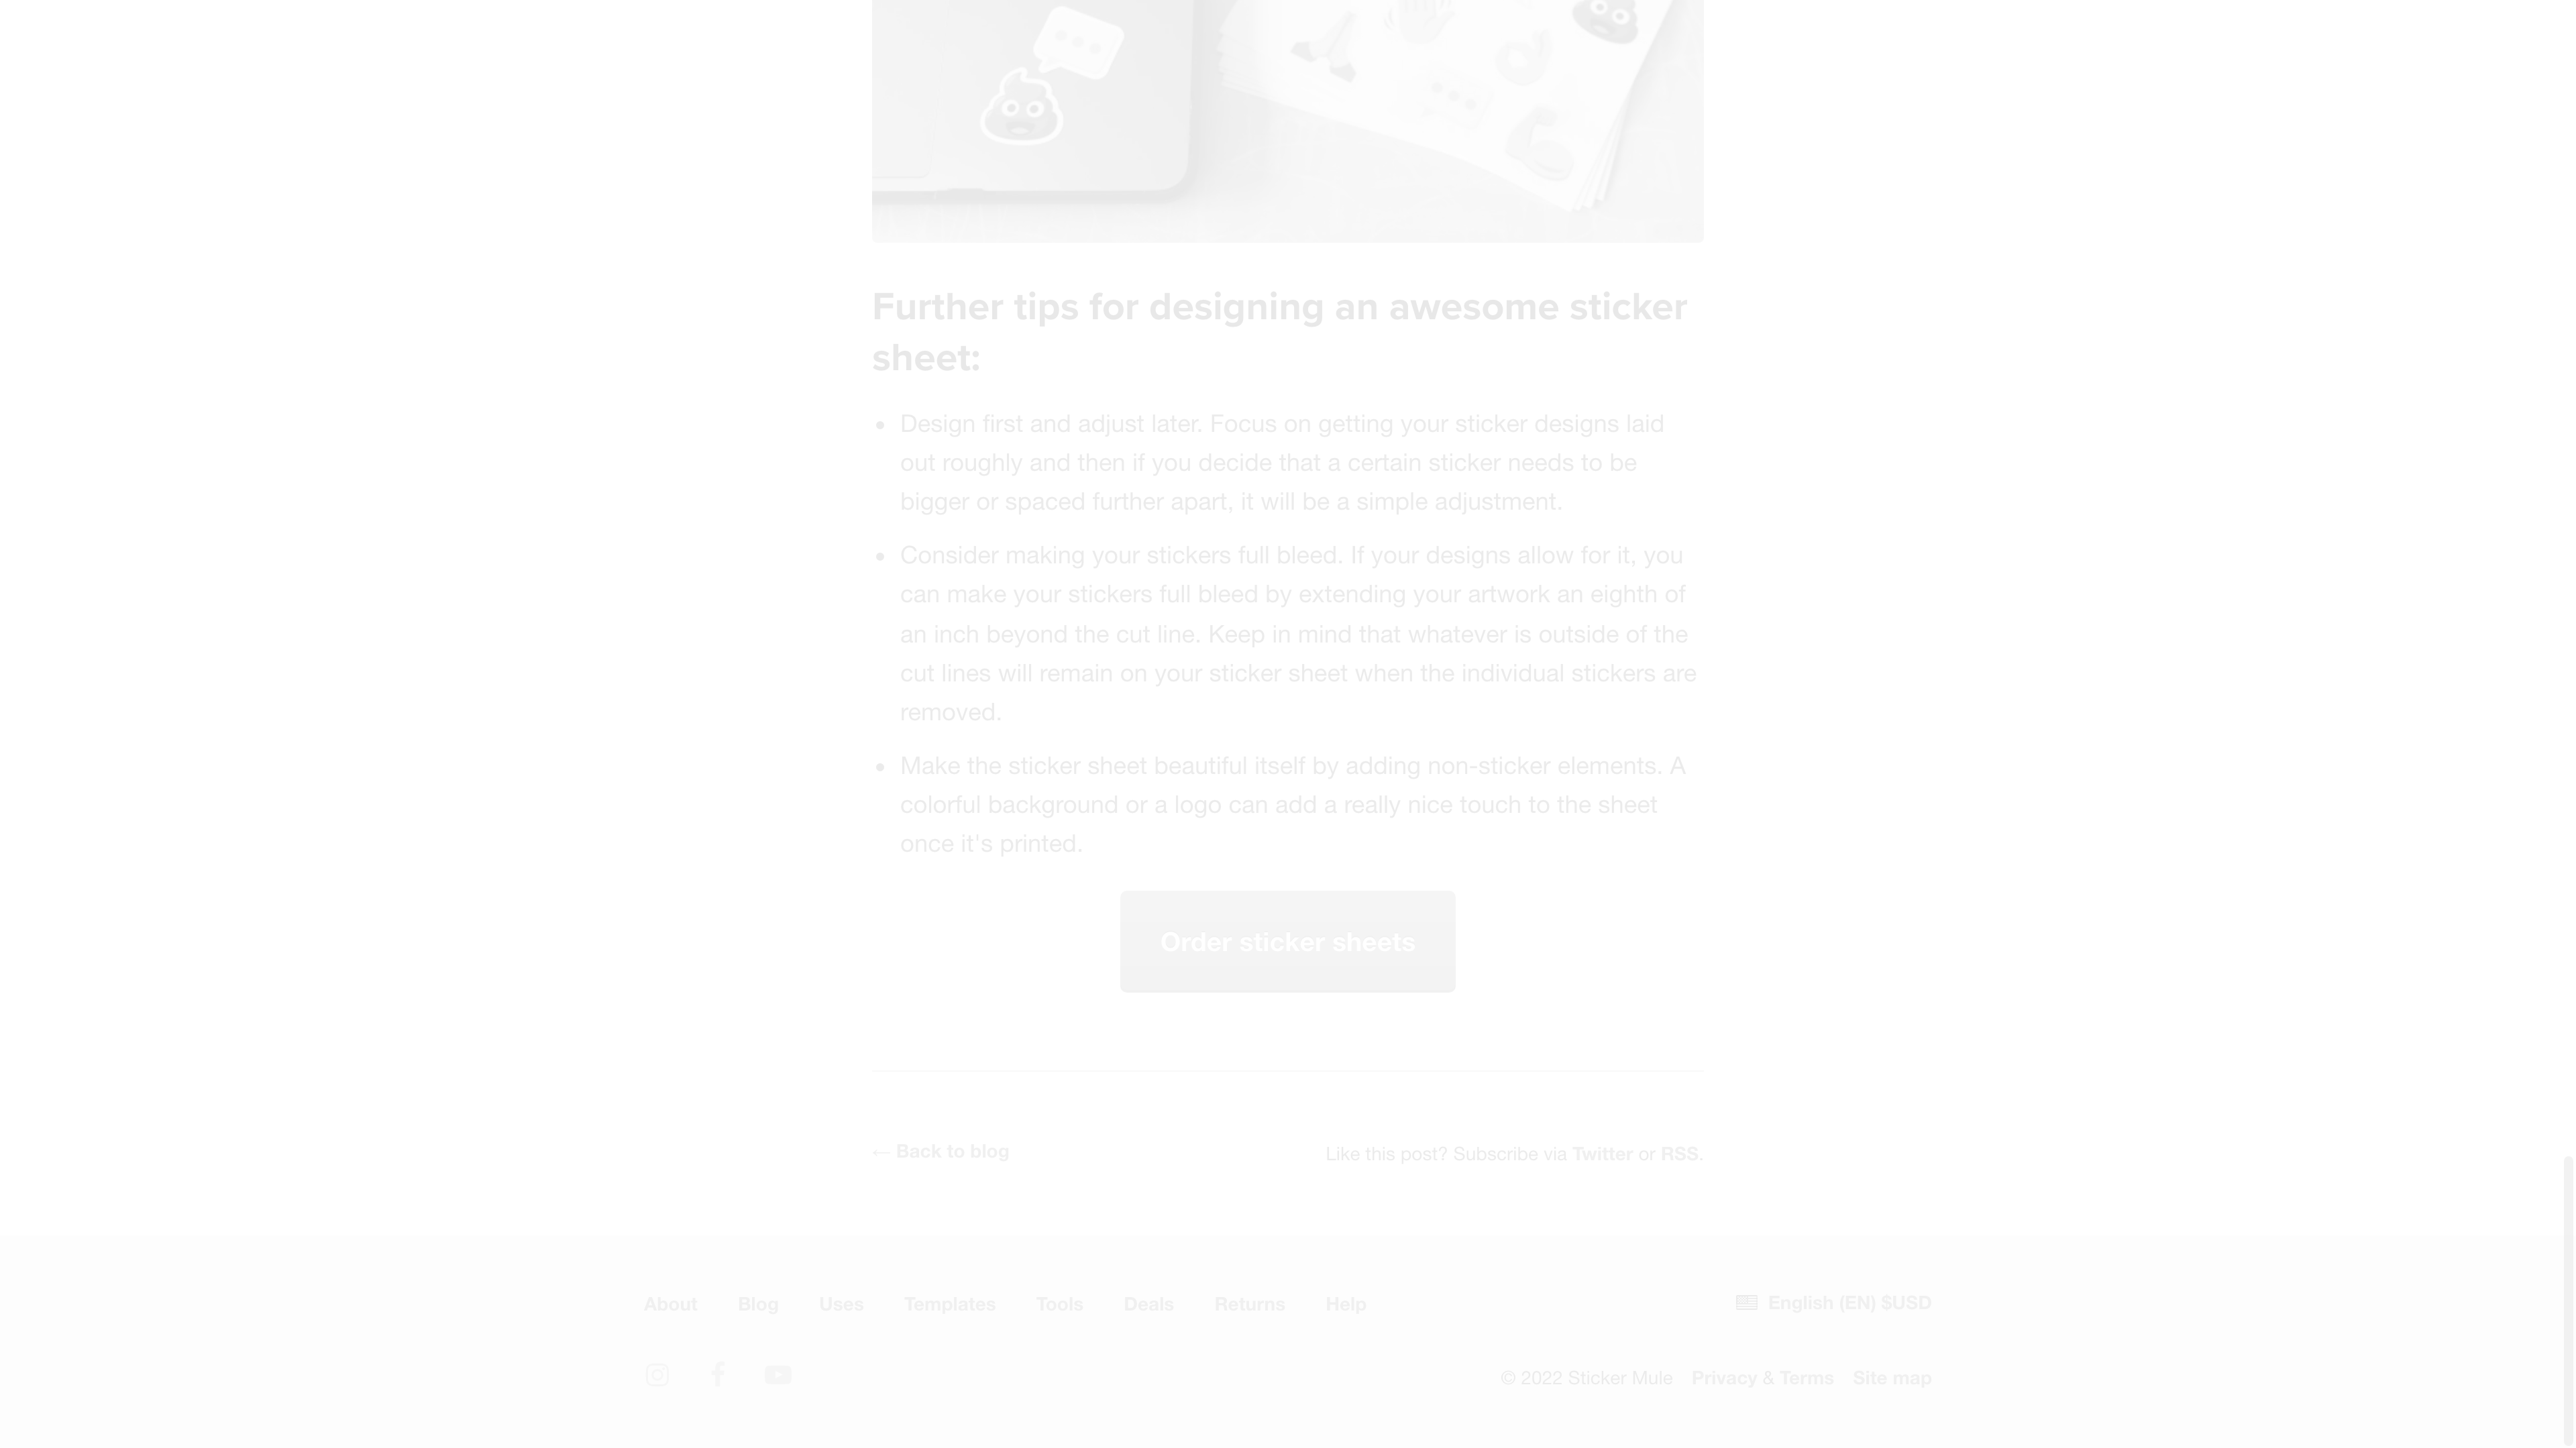 Further tips for designing an awesome sticker
sheet:
• Design first and adjust later. Focus on getting your sticker designs laid
out roughly and then if you decide that a certain sticker needs to be
bigger or spaced further apart, it will be a simple adjustment.
• Consider making your stickers full bleed. If your designs allow for it, you
can make your stickers full bleed by extending your artwork an eighth of
an inch beyond the cut line. Keep in mind that whatever is outside of the
cut lines will remain on your sticker sheet when the individual stickers are
removed.
• Make the sticker sheet beautiful itself by adding non-sticker elements. A
colorful background or a logo can add a really nice touch to the sheet
once it's printed.
Order sticker sheets
← Back to blog
Like this post? Subscribe via Twitter or RSS.
About Blog Uses Templates Tools Deals Returns Help
English (EN) $USD
© 2022 Sticker Mule Privacy & Terms Site map